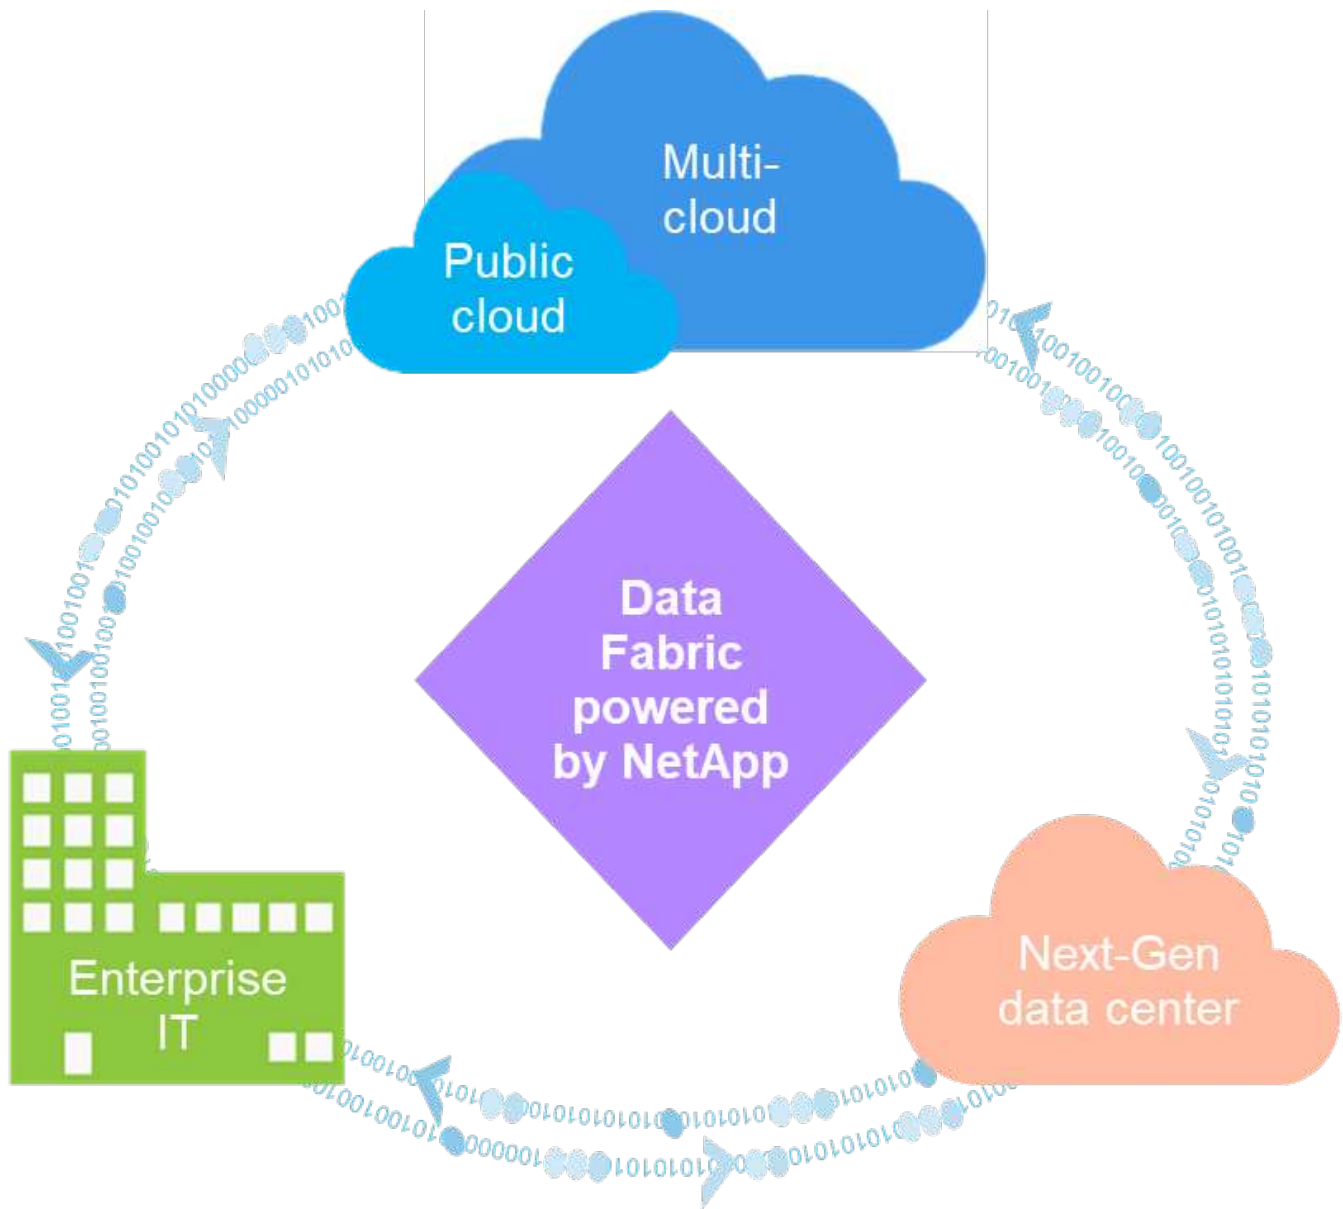 Multi-
cloud
Public
cloud
Data
Fabric
powered
by NetApp
Enterprise
IT
Next-Gen
data center